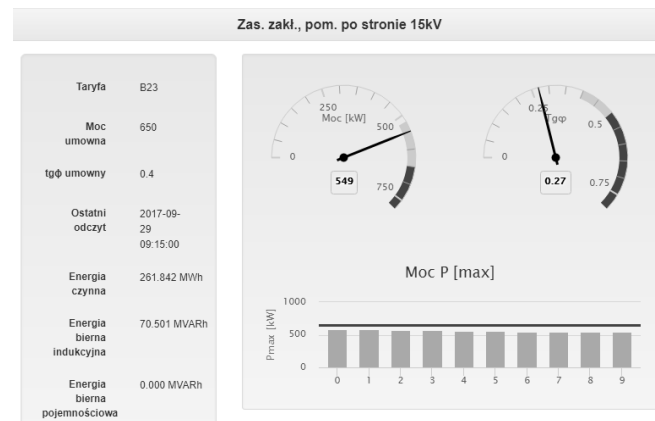 Zas. zakł., pom. po stronie 15kV
Taryfa B23
Moc 650
umowna
tgϕ umowny 0.4
Ostatni 2017-09-
odczyt 29
09:15:00
Energia 261.842 MWh
czynna
Energia 70.501 MVARh
bierna
indukcyjna
Energia 0.000 MVARh
bierna
pojemnościowa
250
Moc [kW]
500
0
549
750
0.25
Tgφ
0.5
0
0.27
0.75
Moc P [max]
Pmax [kW]
1000
500
0
0 1 2 3 4 5 6 7 8 9